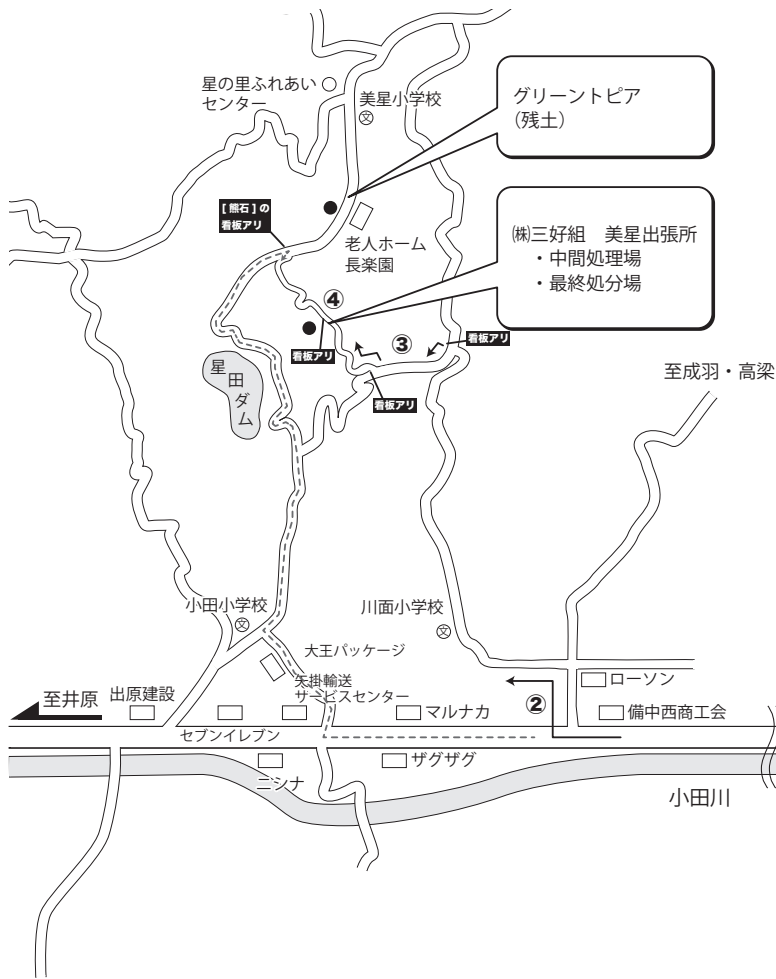 星の里ふれあい
センター
美星小学校
文
グリーントピア
(残土)
[熊石]の
看板アリ
老人ホーム
長楽園
㈱三好組　美星出張所
・中間処理場
・最終処分場
④
看板アリ
③
看板アリ
看板アリ
星田ダム
至成羽・高梁
小田小学校
文
川面小学校
文
大王パッケージ
矢掛輸送
サービスセンター
ローソン
②
至井原
出原建設
セブンイレブン
マルナカ
備中西商工会
ニシナ
ザグザグ
小田川